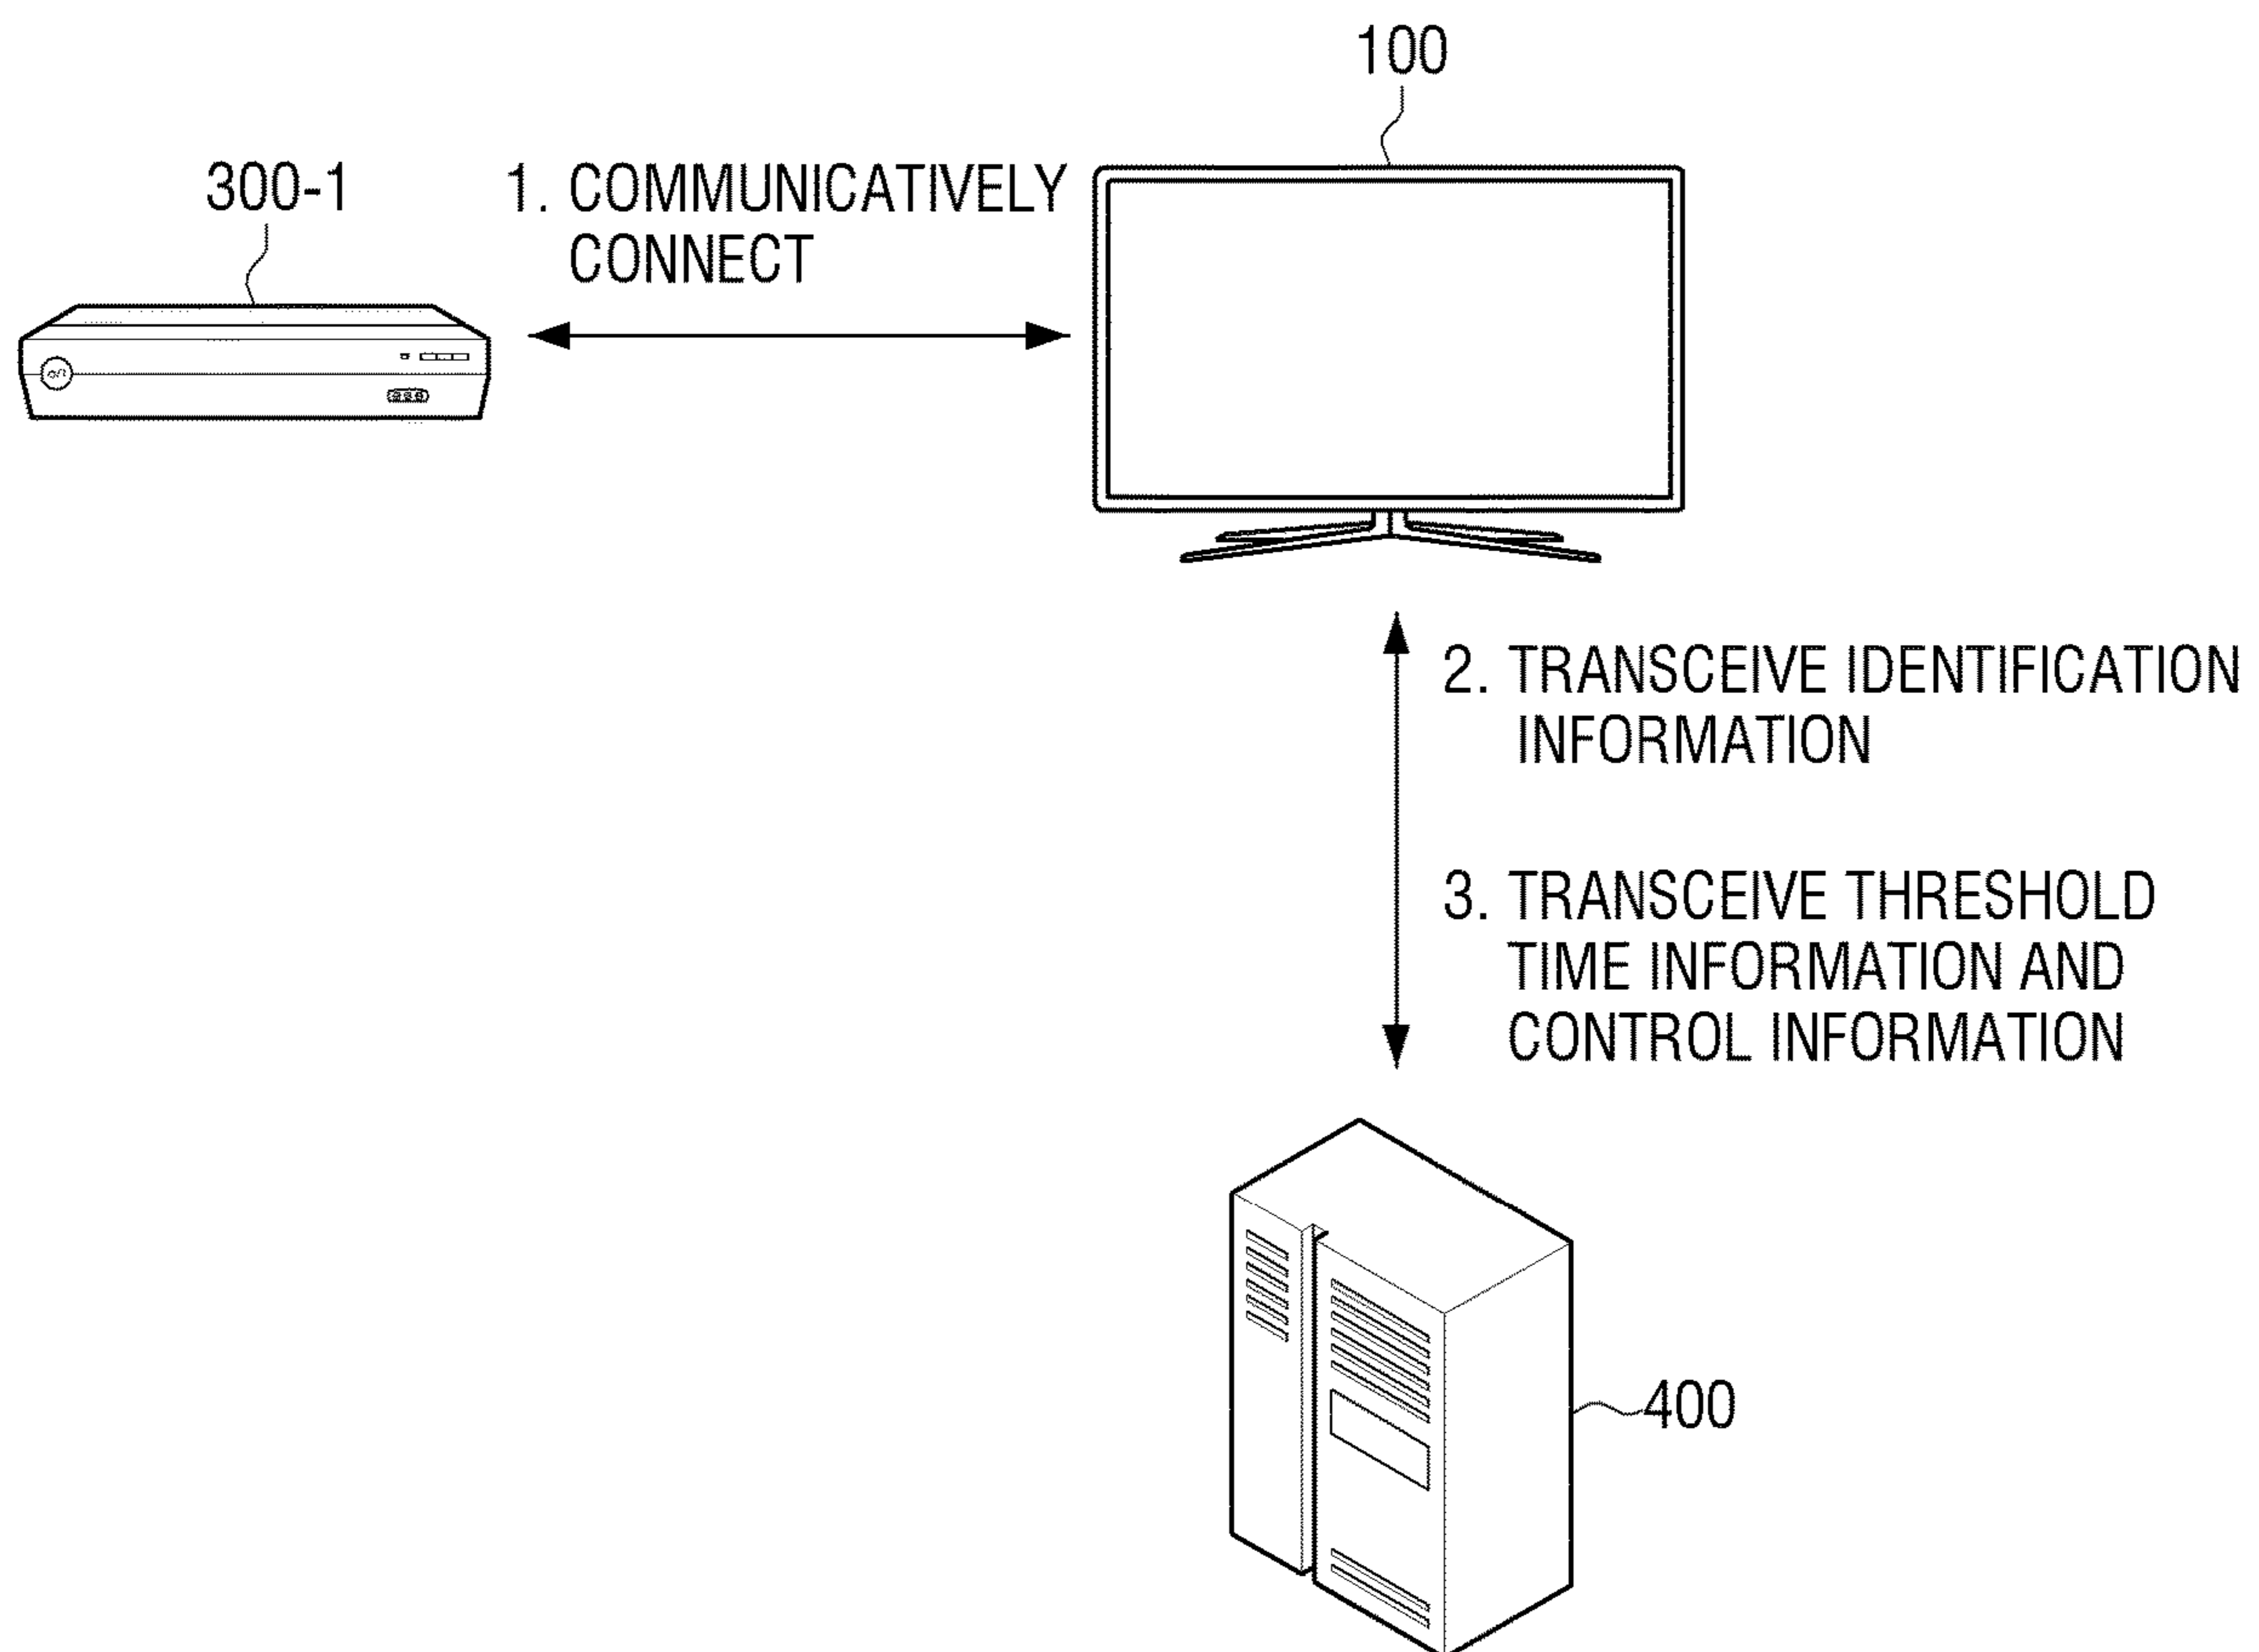 100
300-1
1. COMMUNICATIVELY
CONNECT
2. TRANSCEIVE IDENTIFICATION
INFORMATION
3. TRANSCEIVE THRESHOLD
TIME INFORMATION AND
CONTROL INFORMATION
400